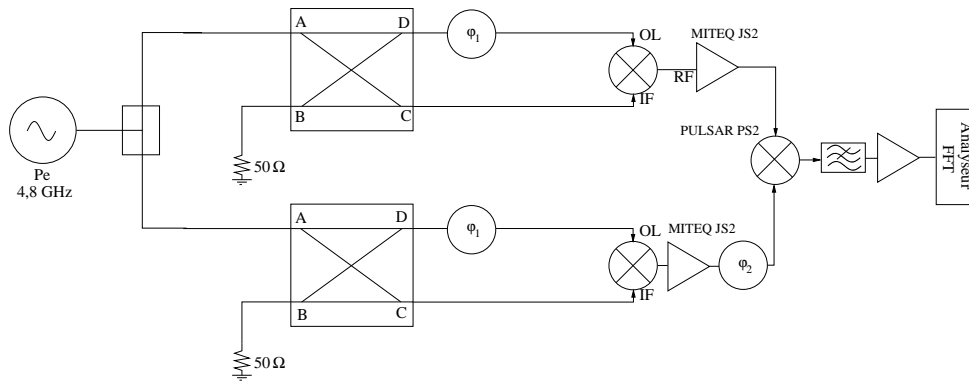 A D
φ1
OL
MITEQ JS2
RF
IF
B C
50 Ω
Pe
4,8 GHz
PULSAR PS2
Analyseur
FFT
A D
φ1
OL
MITEQ JS2
φ2
IF
B C
50 Ω